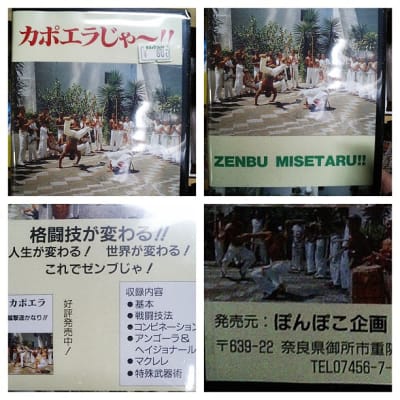 カポエラじゃ〜!!
ZENBU MISETARU!!
格闘技が変わる!!
人生が変わる! 世界が変わる!
これでゼンブじゃ!
カポエラ
好評発売中!
収録内容
●基本
●戦闘技法
●コンビネーション
●アンゴーラ&
ヘイジョナール
●マクレレ
●特殊武器術
発売元:ぽんぽこ企画
〒639-22 奈良県御所市重阪
TEL07456-7-